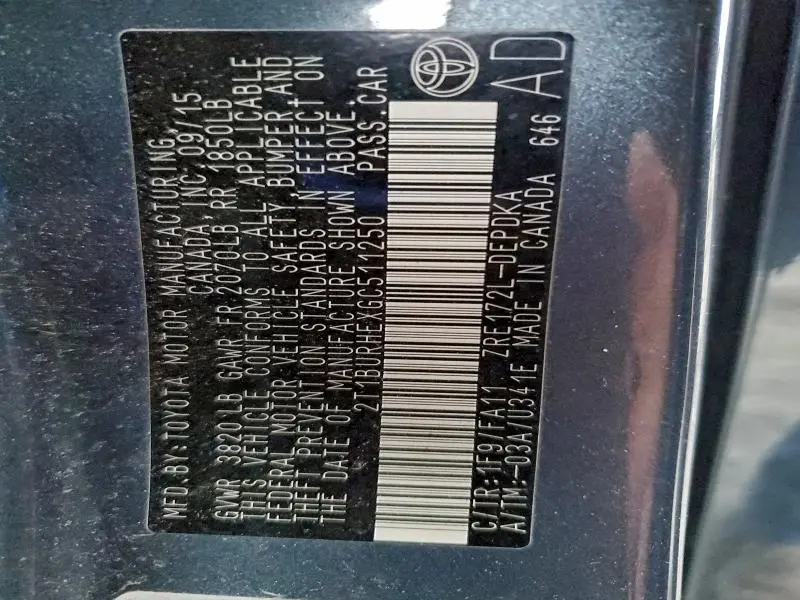 MFD.BY:TOYOTA MOTOR MANUFACTURING,
CANADA, INC. 09/15
GVWR 3820LB GAWR FR 2070LB RR 1850LB
THIS VEHICLE CONFORMS TO ALL APPLICABLE
FEDERAL MOTOR VEHICLE SAFETY BUMPER, AND
THEFT PREVENTION STANDARDS IN EFFECT ON
THE DATE OF MANUFACTURE SHOWN ABOVE.
2T1BURHEXGC511250 PASS.CAR
C/TR:1F9/FA11 ZRE172L-DEPDKA
A/TM:-03A/U341E MADE IN CANADA 646
AD